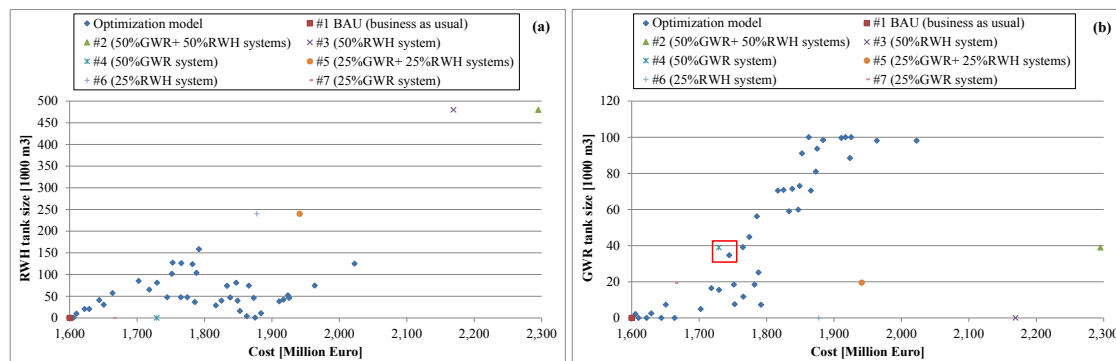 Optimization model
#1 BAU (business as usual)
(a)
#2 (50%GWR+ 50%RWH systems)
#3 (50%RWH system)
#4 (50%GWR system)
#5 (25%GWR+ 25%RWH systems)
#6 (25%RWH system)
#7 (25%GWR system)
RWH tank size [1000 m3]
500
450
400
350
300
250
200
150
100
50
0
1,600 1,700 1,800 1,900 2,000 2,100 2,200 2,300
Cost [Million Euro]
Optimization model
#1 BAU (business as usual)
(b)
#2 (50%GWR+ 50%RWH systems)
#3 (50%RWH system)
#4 (50%GWR system)
#5 (25%GWR+ 25%RWH systems)
#6 (25%RWH system)
#7 (25%GWR system)
GWR tank size [1000 m3]
120
100
80
60
40
20
0
1,600 1,700 1,800 1,900 2,000 2,100 2,200 2,300
Cost [Million Euro]